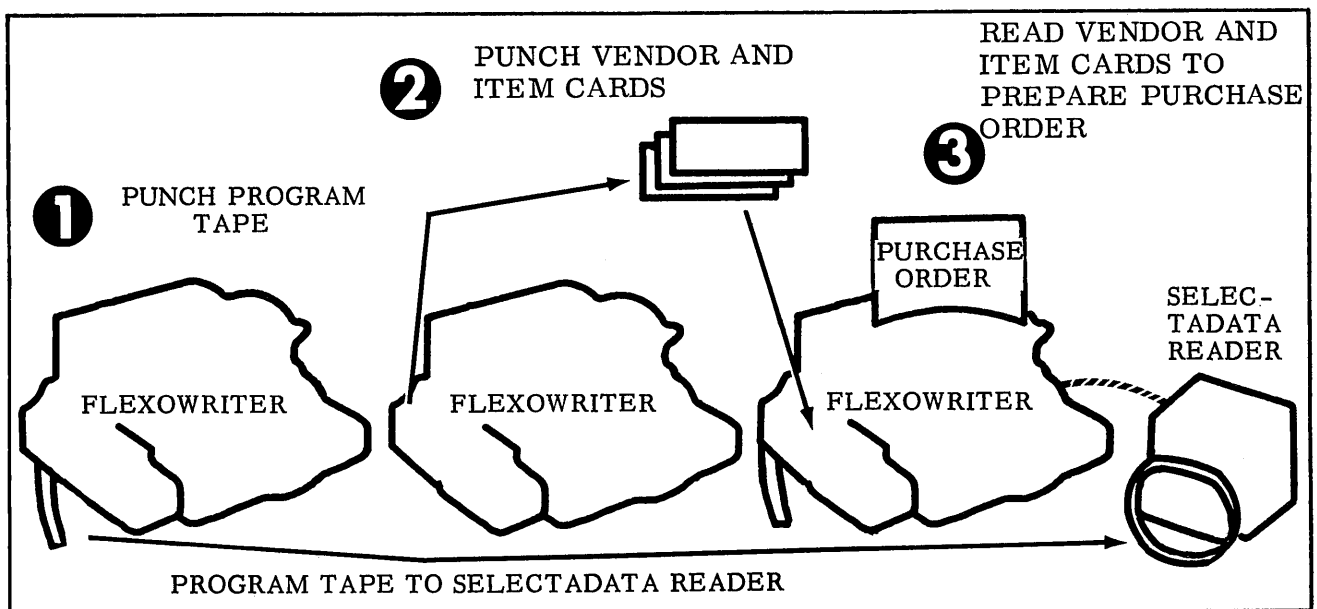 1
PUNCH PROGRAM
TAPE
FLEXOWRITER
2
PUNCH VENDOR AND
ITEM CARDS
FLEXOWRITER
3
READ VENDOR AND
ITEM CARDS TO
PREPARE PURCHASE
ORDER
PURCHASE
ORDER
FLEXOWRITER
SELEC-
TADATA
READER
PROGRAM TAPE TO SELECTADATA READER